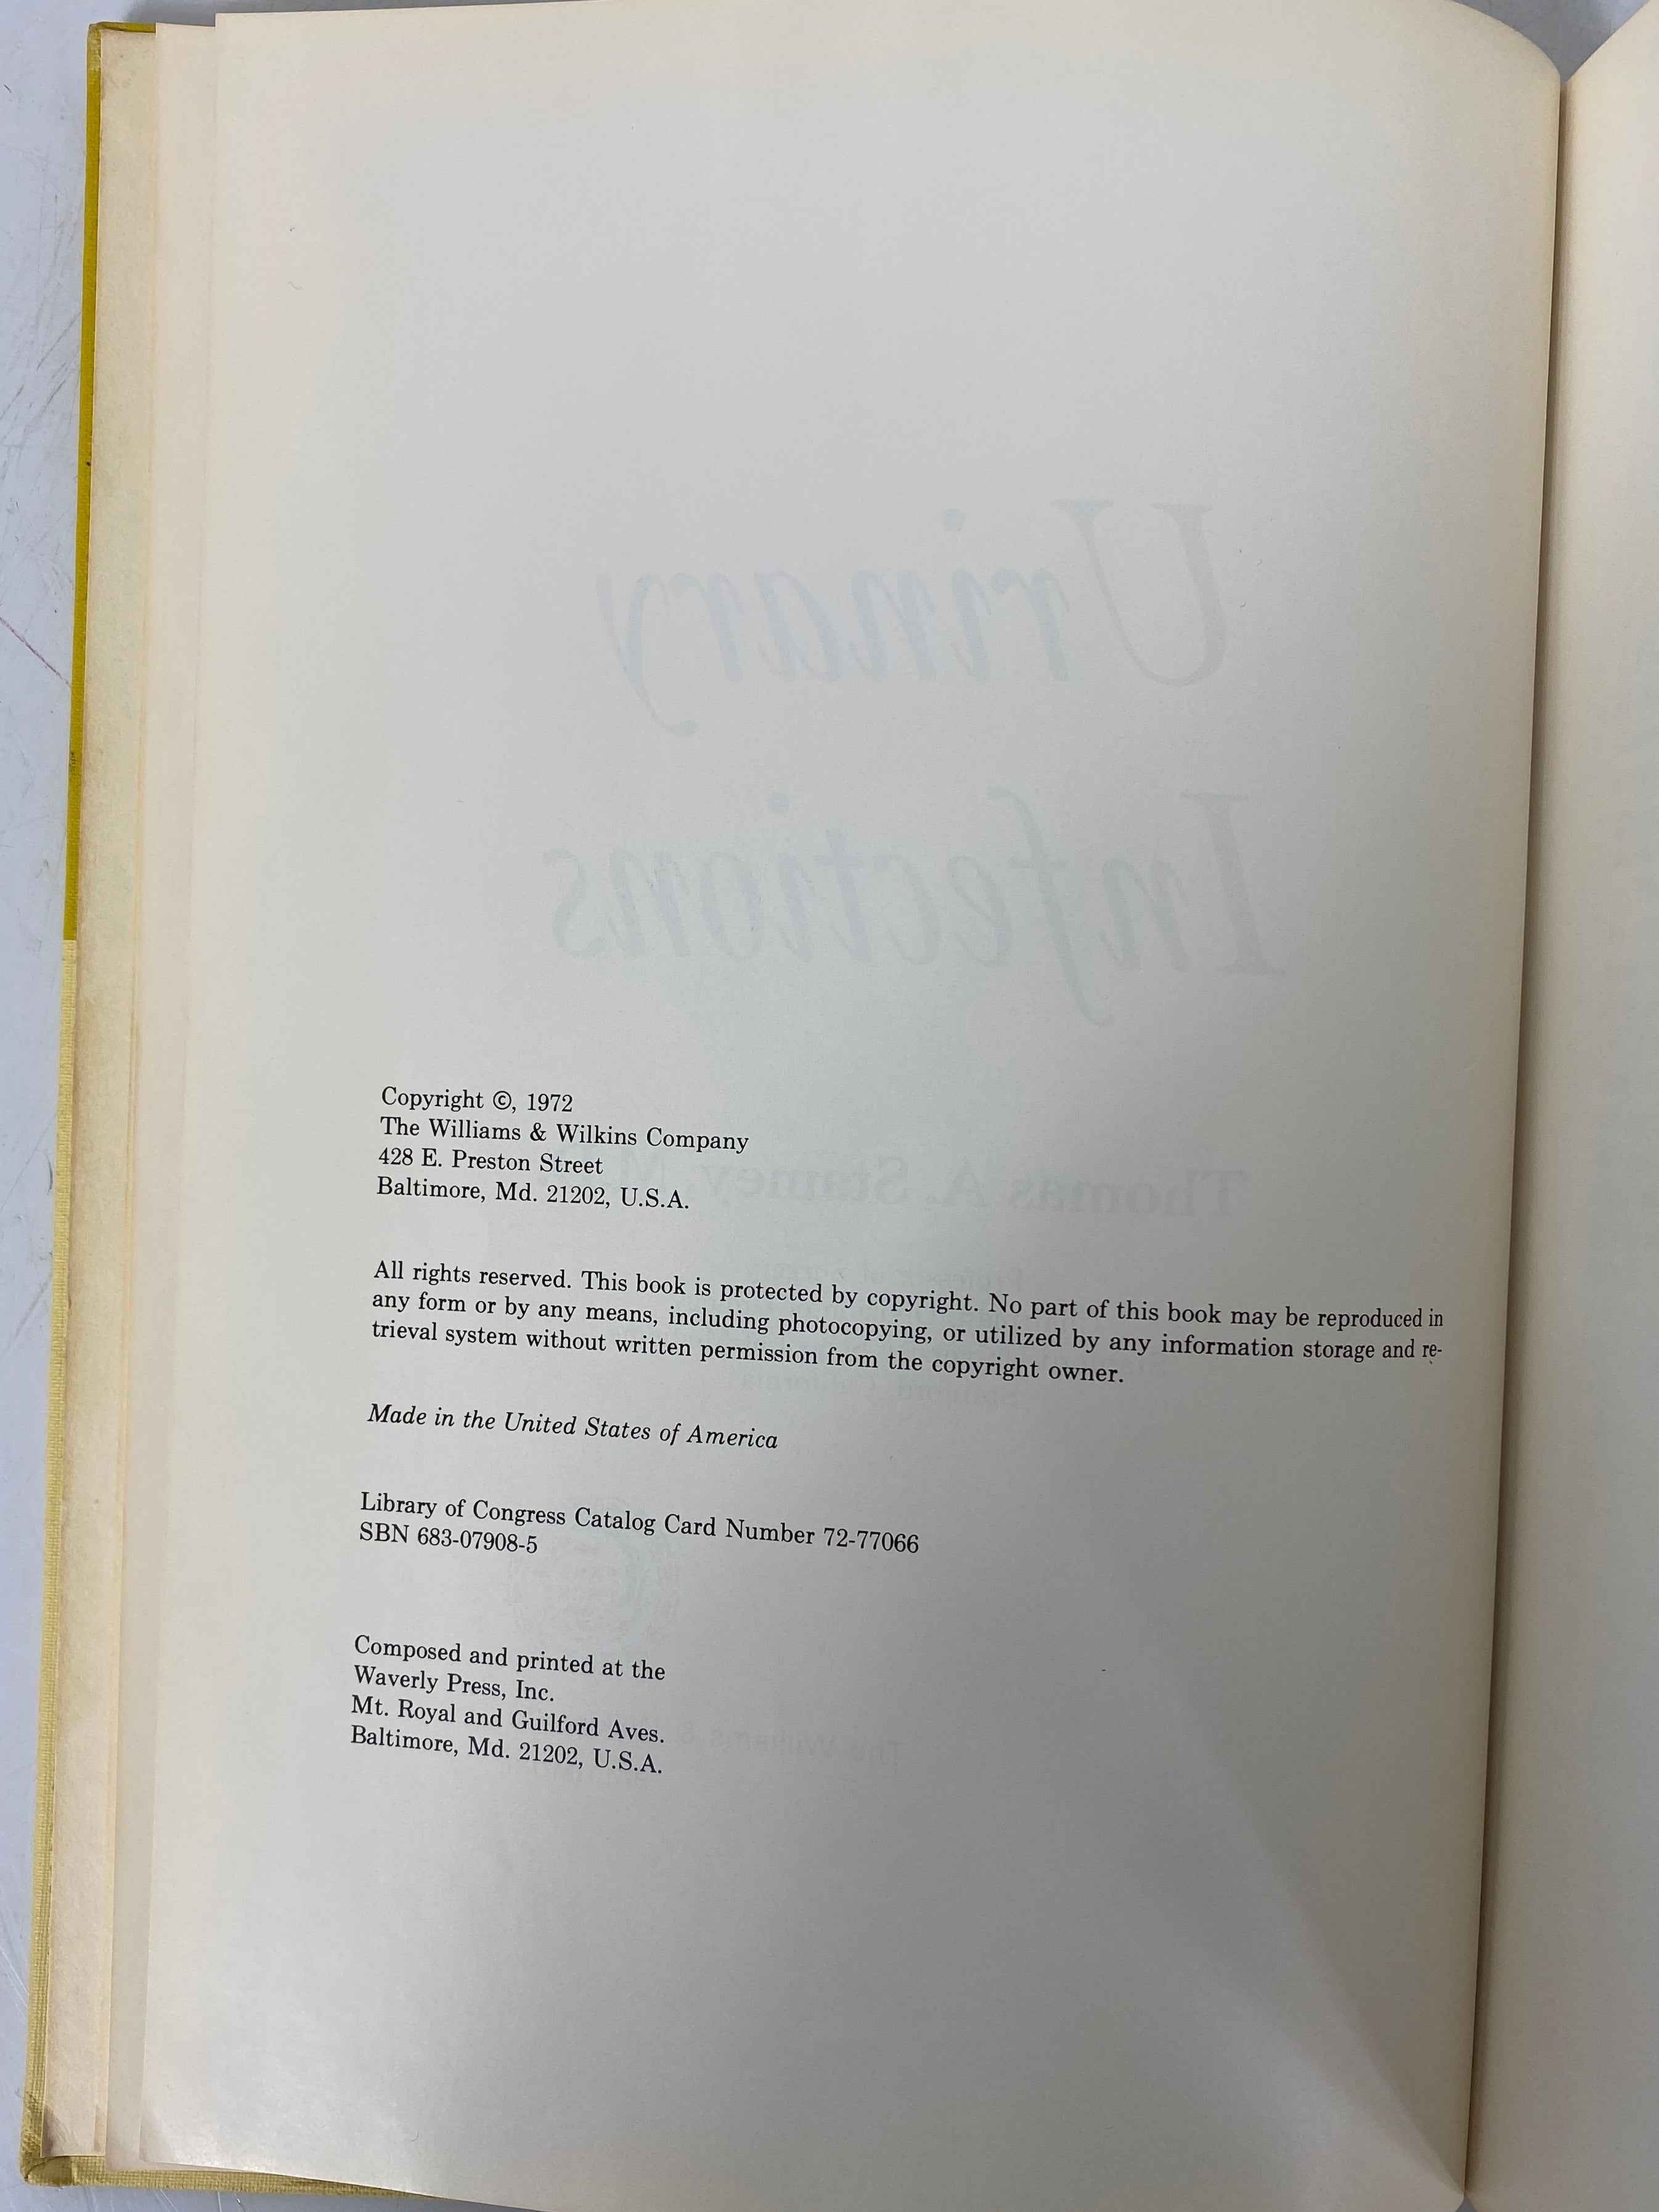 Urinary
Infections
Copyright ©, 1972
The Williams & Wilkins Company
428 E. Preston Street
Baltimore, Md. 21202, U.S.A.
Thomas A. Stamey, M.
All rights reserved. This book is protected by copyright. No part of this book may be reproduced in
any form or by any means, including photocopying, or utilized by any information storage and re-
trieval system without written permission from the copyright owner.
Made in the United States of America
Library of Congress Catalog Card Number 72-77066
SBN 683-07908-5
Composed and printed at the
Waverly Press, Inc.
Mt. Royal and Guilford Aves.
Baltimore, Md. 21202, U.S.A.